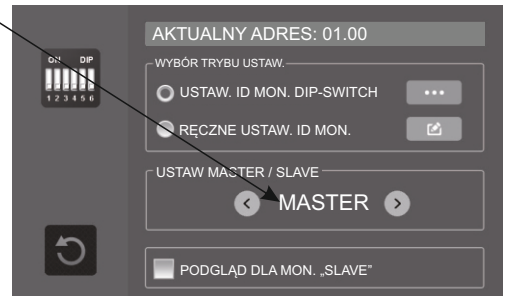 AKTUALNY ADRES: 01.00
ON DIP
1 2 3 4 5 6
WYBÓR TRYBU USTAW.
USTAW. ID MON. DIP-SWITCH
RĘCZNE USTAW. ID MON.
USTAW MASTER / SLAVE
MASTER
PODGLĄD DLA MON. „SLAVE”